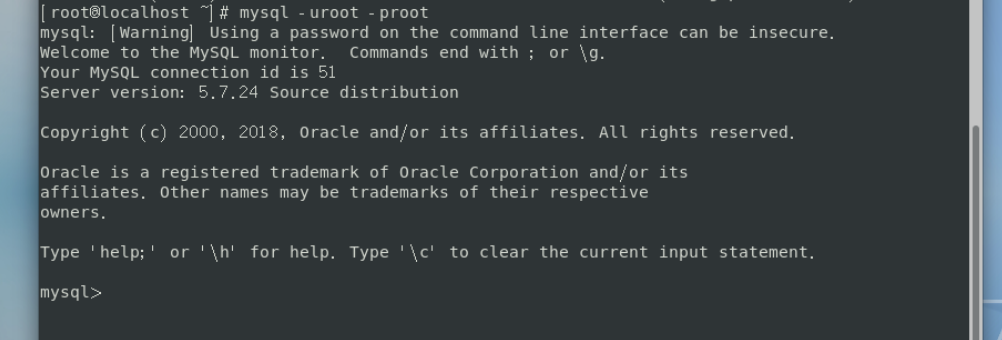 [root@localhost ~]# mysql -uroot -proot
mysql: [Warning] Using a password on the command line interface can be insecure.
Welcome to the MySQL monitor.  Commands end with ; or \g.
Your MySQL connection id is 51
Server version: 5.7.24 Source distribution
Copyright (c) 2000, 2018, Oracle and/or its affiliates. All rights reserved.
Oracle is a registered trademark of Oracle Corporation and/or its
affiliates. Other names may be trademarks of their respective
owners.
Type 'help;' or '\h' for help. Type '\c' to clear the current input statement.
mysql>